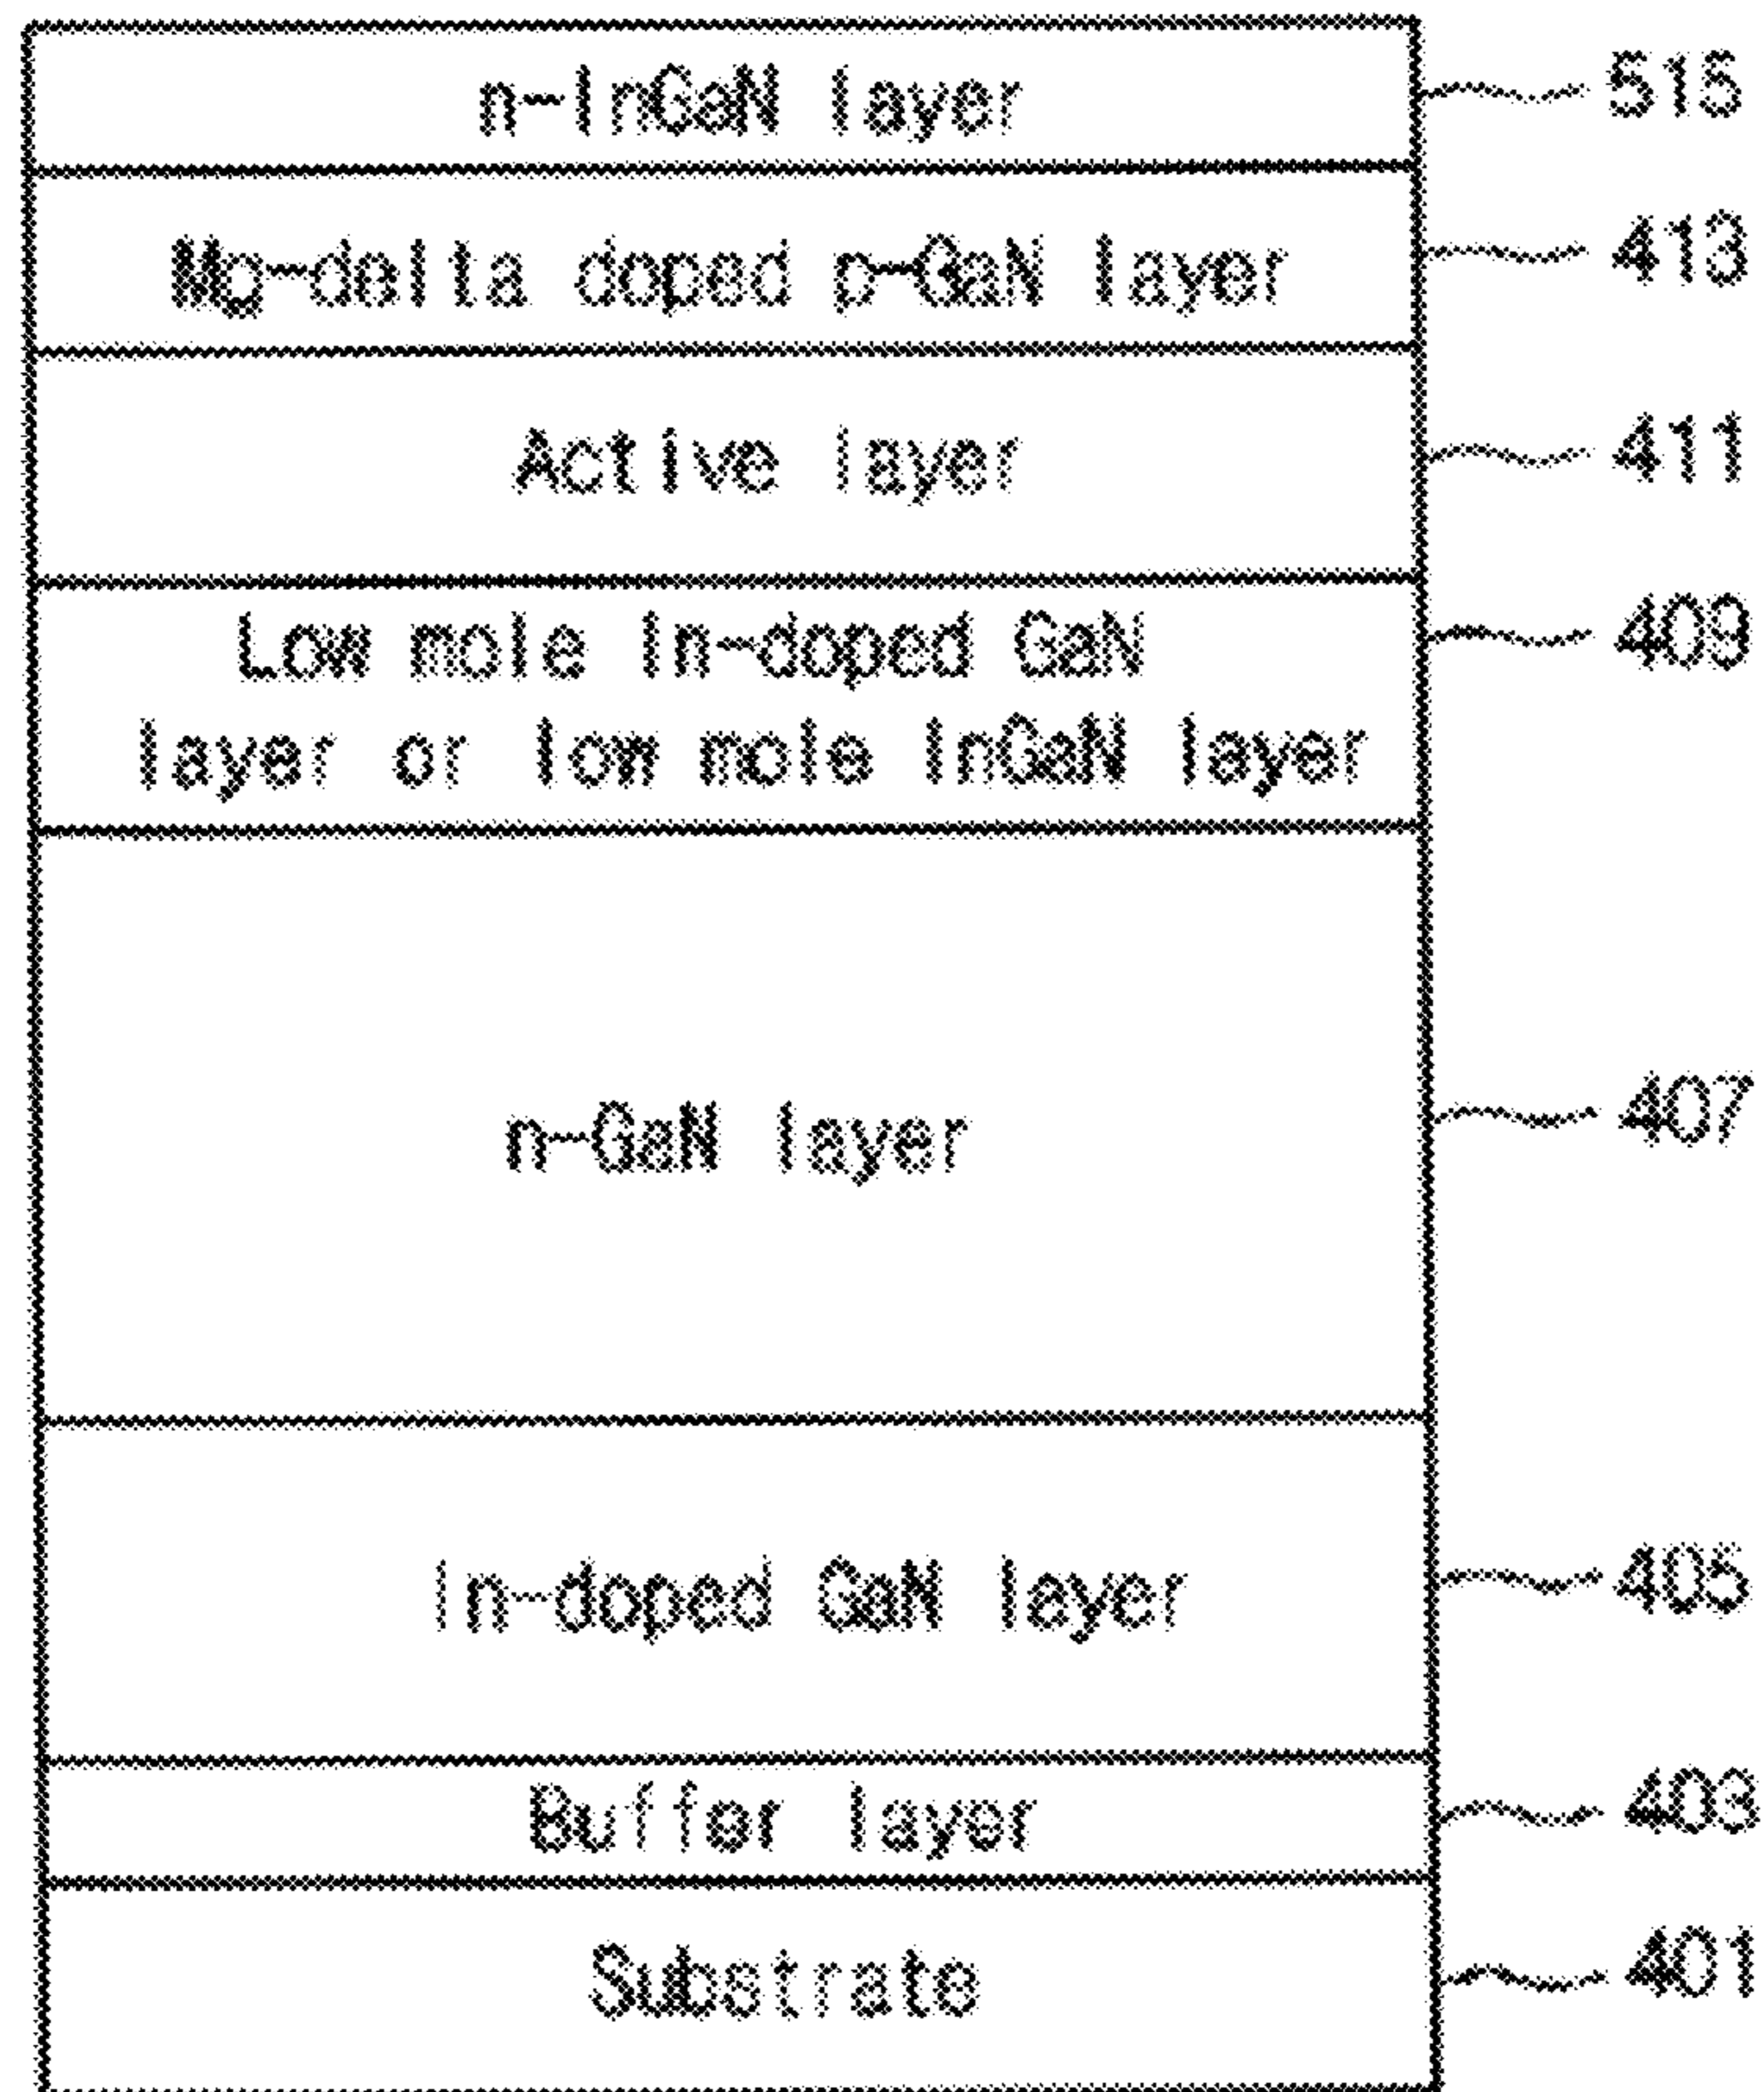 n-InGaN layer 515
Mg-delta doped p-GaN layer 413
Active layer 411
Low mole In-doped GaN 409
layer or low mole InGaN layer
n-GaN layer 407
In-doped GaN layer 405
Buffer layer 403
Substrate 401